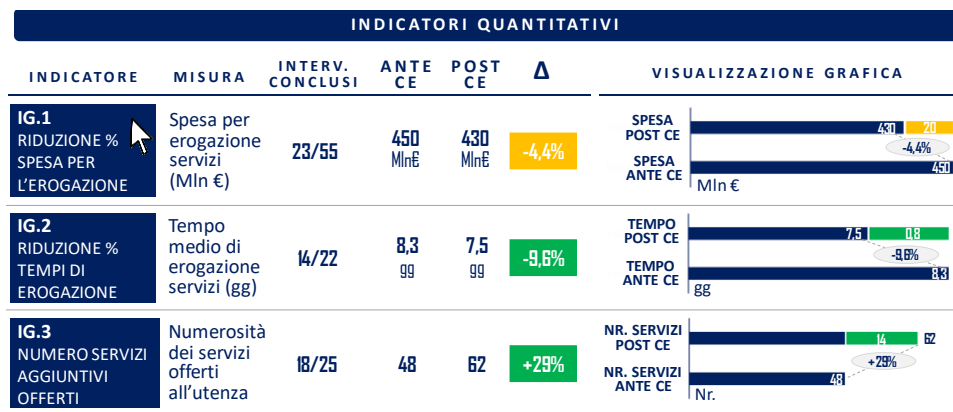 INDICATORI QUANTITATIVI
INDICATORE MISURA INTERV. CONCLUSI ANTE CE POST CE Δ VISUALIZZAZIONE GRAFICA
IG.1
RIDUZIONE %
SPESA PER
L'EROGAZIONE
Spesa per
erogazione
servizi
(Mln €)
23/55
450
Mln€
430
Mln€
-4,4%
SPESA
POST CE
430 20
-4,4%
SPESA
ANTE CE
450
Mln €
IG.2
RIDUZIONE %
TEMPI DI
EROGAZIONE
Tempo
medio di
erogazione
servizi (gg)
14/22
8,3
gg
7,5
gg
-9,6%
TEMPO
POST CE
7,5 0,8
-9,6%
TEMPO
ANTE CE
8,3
gg
IG.3
NUMERO SERVIZI
AGGIUNTIVI
OFFERTI
Numerosità
dei servizi
offerti
all'utenza
18/25
48
62
+29%
NR. SERVIZI
POST CE
14 62
+29%
NR. SERVIZI
ANTE CE
48
Nr.